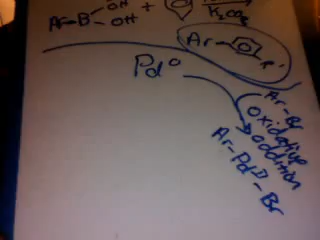 OH
Ar-B +
OH
K₂CO₃
Ar
R'
Pd⁰
Ar-Br
Oxidative
addition
Ar-Pd-Br